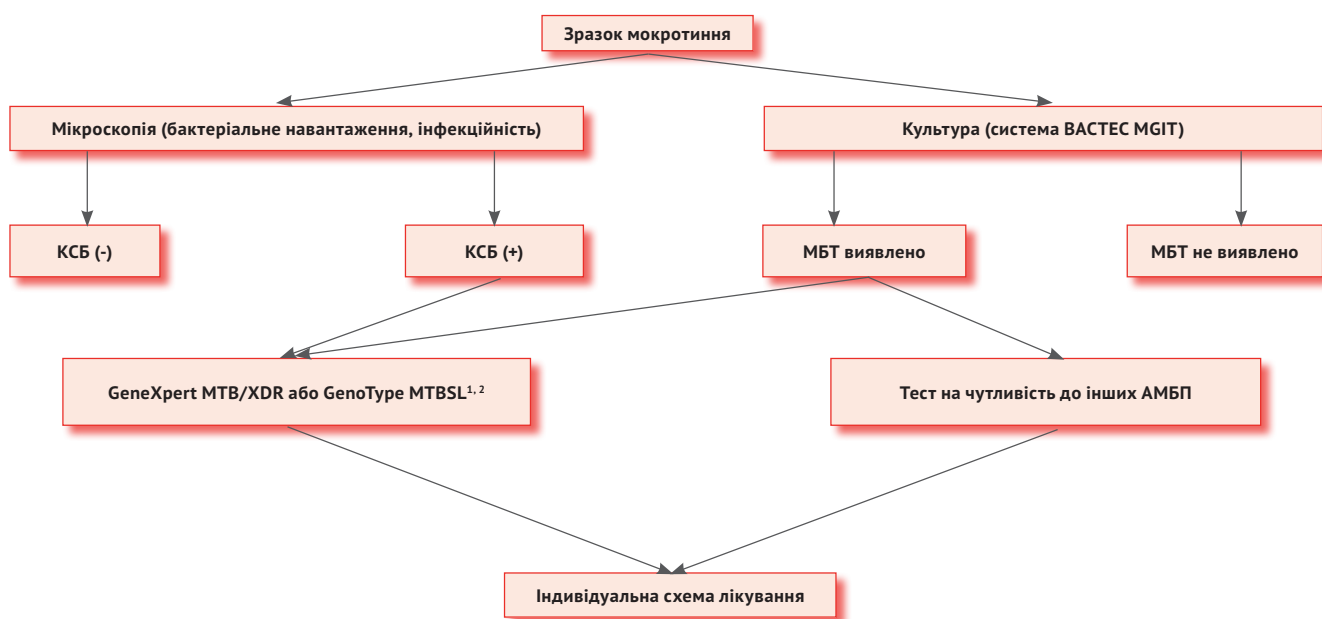 Зразок мокротиння
Мікроскопія (бактеріальне навантаження, інфекційність)
Культура (система BACTEC MGIT)
КСБ (-)
КСБ (+)
МБТ виявлено
МБТ не виявлено
GeneXpert MTB/XDR або GenoType MTBSL¹, ²
Тест на чутливість до інших АМБП
Індивідуальна схема лікування